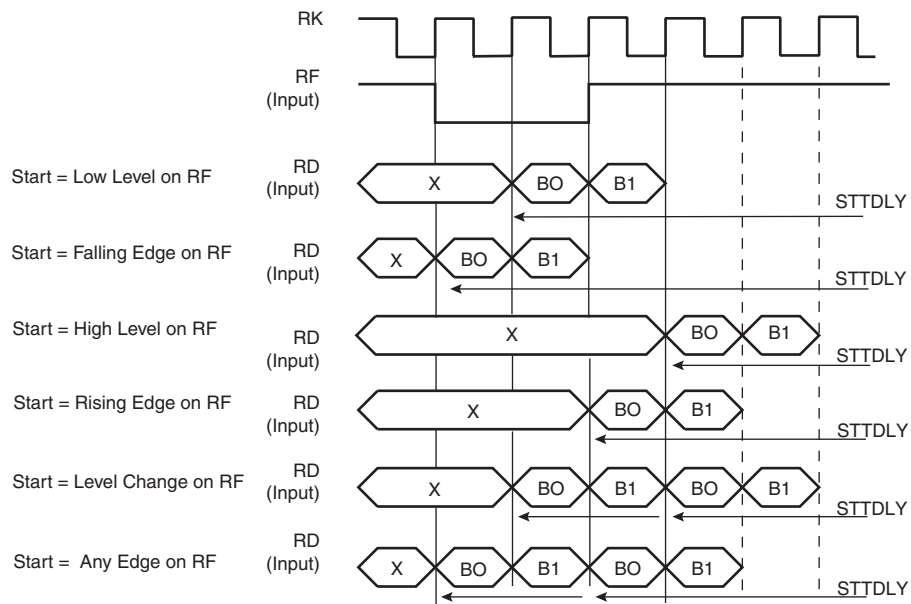 RK
RF
(Input)
Start = Low Level on RF
RD
(Input)
X
BO
B1
STTDLY
Start = Falling Edge on RF
RD
(Input)
X
BO
B1
STTDLY
Start = High Level on RF
RD
(Input)
X
BO
B1
STTDLY
Start = Rising Edge on RF
RD
(Input)
X
BO
B1
STTDLY
Start = Level Change on RF
RD
(Input)
X
BO
B1
BO
B1
STTDLY
Start = Any Edge on RF
RD
(Input)
X
BO
B1
BO
B1
STTDLY